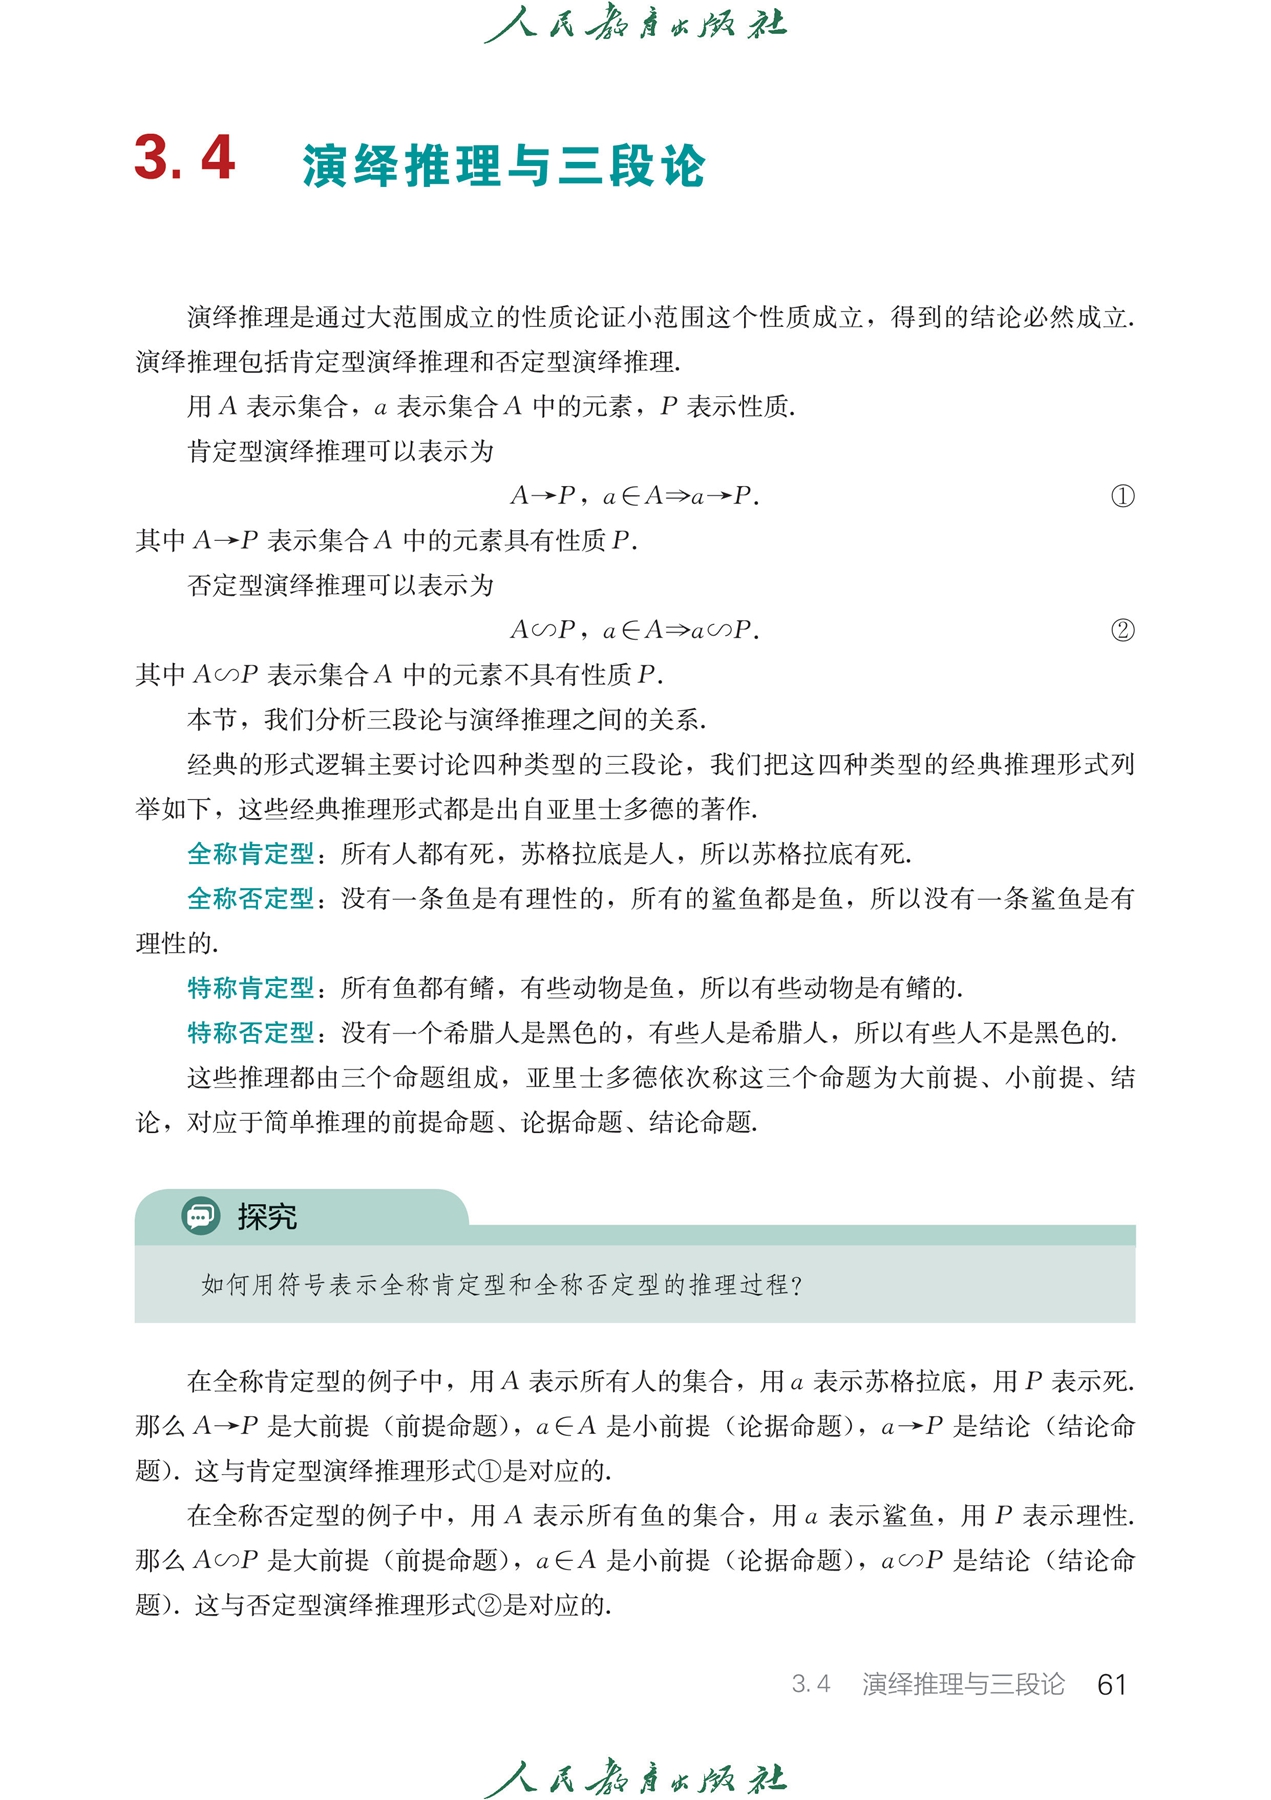 人民教育出版社
3.4 演绎推理与三段论
演绎推理是通过大范围成立的性质论证小范围这个性质成立，得到的结论必然成立.
演绎推理包括肯定型演绎推理和否定型演绎推理.
用 A 表示集合，a 表示集合 A 中的元素，P 表示性质.
肯定型演绎推理可以表示为
A→P，a∈A⇒a→P. ①
其中 A→P 表示集合 A 中的元素具有性质 P.
否定型演绎推理可以表示为
A∽P，a∈A⇒a∽P. ②
其中 A∽P 表示集合 A 中的元素不具有性质 P.
本节，我们分析三段论与演绎推理之间的关系.
经典的形式逻辑主要讨论四种类型的三段论，我们把这四种类型的经典推理形式列
举如下，这些经典推理形式都是出自亚里士多德的著作.
全称肯定型：所有人都有死，苏格拉底是人，所以苏格拉底有死.
全称否定型：没有一条鱼是有理性的，所有的鲨鱼都是鱼，所以没有一条鲨鱼是有
理性的.
特称肯定型：所有鱼都有鳍，有些动物是鱼，所以有些动物是有鳍的.
特称否定型：没有一个希腊人是黑色的，有些人是希腊人，所以有些人不是黑色的.
这些推理都由三个命题组成，亚里士多德依次称这三个命题为大前提、小前提、结
论，对应于简单推理的前提命题、论据命题、结论命题.
探究
如何用符号表示全称肯定型和全称否定型的推理过程？
在全称肯定型的例子中，用 A 表示所有人的集合，用 a 表示苏格拉底，用 P 表示死.
那么 A→P 是大前提（前提命题），a∈A 是小前提（论据命题），a→P 是结论（结论命
题）. 这与肯定型演绎推理形式①是对应的.
在全称否定型的例子中，用 A 表示所有鱼的集合，用 a 表示鲨鱼，用 P 表示理性.
那么 A∽P 是大前提（前提命题），a∈A 是小前提（论据命题），a∽P 是结论（结论命
题）. 这与否定型演绎推理形式②是对应的.
3.4 演绎推理与三段论 61
人民教育出版社